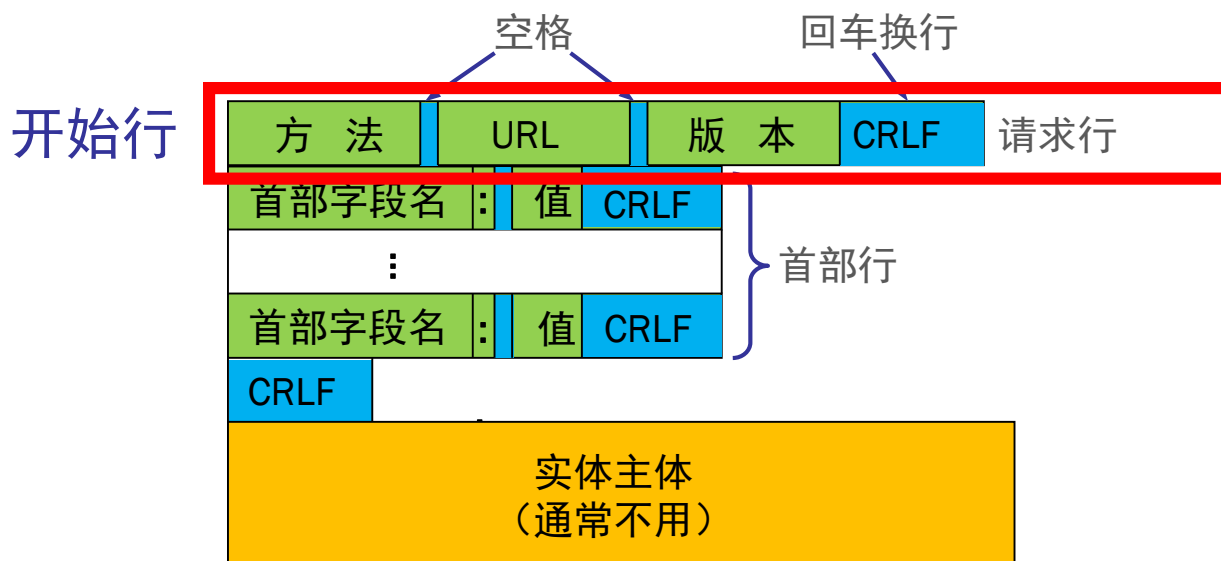 空格 回车换行
开始行 方 法 URL 版 本 CRLF 请求行
首部字段名 : 值 CRLF
⋮ 首部行
首部字段名 : 值 CRLF
CRLF
实体主体
（通常不用）